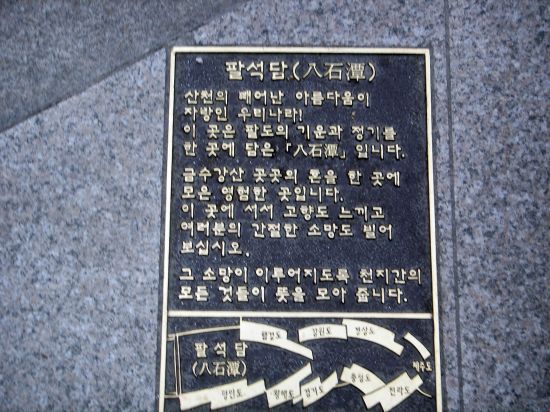 팔석담(八石潭)
산천의 빼어난 아름다움이
자랑인 우리나라!
이 곳은 팔도의 기운과 정기를
한 곳에 담은 「八石潭」입니다.
금수강산 곳곳의 혼을 한 곳에
모은 영험한 곳입니다.
이 곳에 서서 고향도 느끼고
여러분의 간절한 소망도 빌어
보십시오.
그 소망이 이루어지도록 천지간의
모든 것들이 뜻을 모아 줍니다.
함경도 강원도 경상도
제주도
팔석담
(八石潭)
평안도 황해도 경기도 충청도 전라도